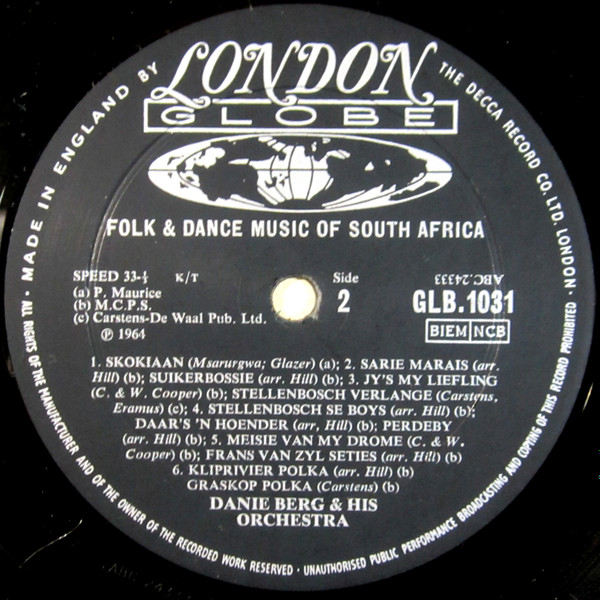 MADE IN ENGLAND BY THE DECCA RECORD CO. LTD. LONDON ·
LONDON
GLOBE
FOLK & DANCE MUSIC OF SOUTH AFRICA
SPEED 33-⅓ K/T
(a) P. Maurice
(b) M.C.P.S.
(c) Carstens-De Waal Pub. Ltd.
℗ 1964
Side
2
ABC.24333
GLB.1031
BIEM NCB
1. SKOKIAAN (Msarurgwa; Glazer) (a); 2. SARIE MARAIS (arr.
Hill) (b); SUIKERBOSSIE (arr. Hill) (b); 3. JY'S MY LIEFLING
(C. & W. Cooper) (b); STELLENBOSCH VERLANGE (Carstens,
Eramus) (c); 4. STELLENBOSCH SE BOYS (arr. Hill) (b);
DAAR'S 'N HOENDER (arr, Hill) (b); PERDEBY
(arr. Hill) (b); 5. MEISIE VAN MY DROME (C. & W.
Cooper) (b); FRANS VAN ZYL SETIES (arr. Hill) (b)
6. KLIPRIVIER POLKA (arr. Hill) (b)
GRASKOP POLKA (Carstens) (b)
DANIE BERG & HIS
ORCHESTRA
· ALL RIGHTS OF THE MANUFACTURER AND OF THE OWNER OF THE RECORDED WORK RESERVED · UNAUTHORISED PUBLIC PERFORMANCE BROADCASTING AND COPYING OF THIS RECORD PROHIBITED ·